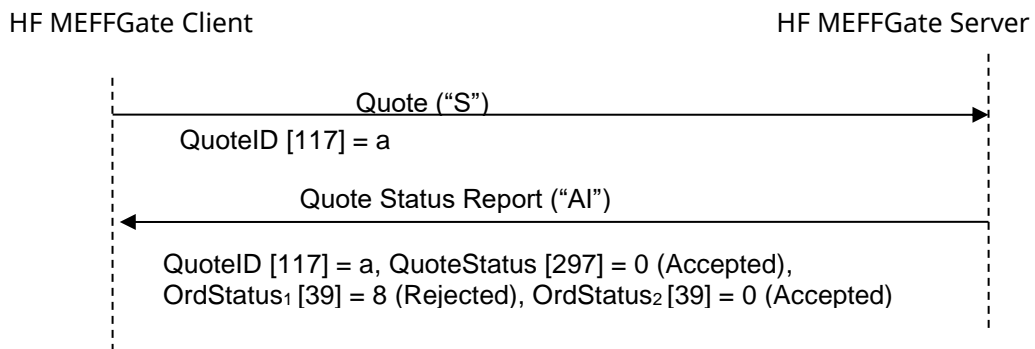 HF MEFFGate Client HF MEFFGate Server
Quote (“S”)
QuoteID [117] = a
Quote Status Report (“AI”)
QuoteID [117] = a, QuoteStatus [297] = 0 (Accepted),
OrdStatus₁ [39] = 8 (Rejected), OrdStatus₂ [39] = 0 (Accepted)